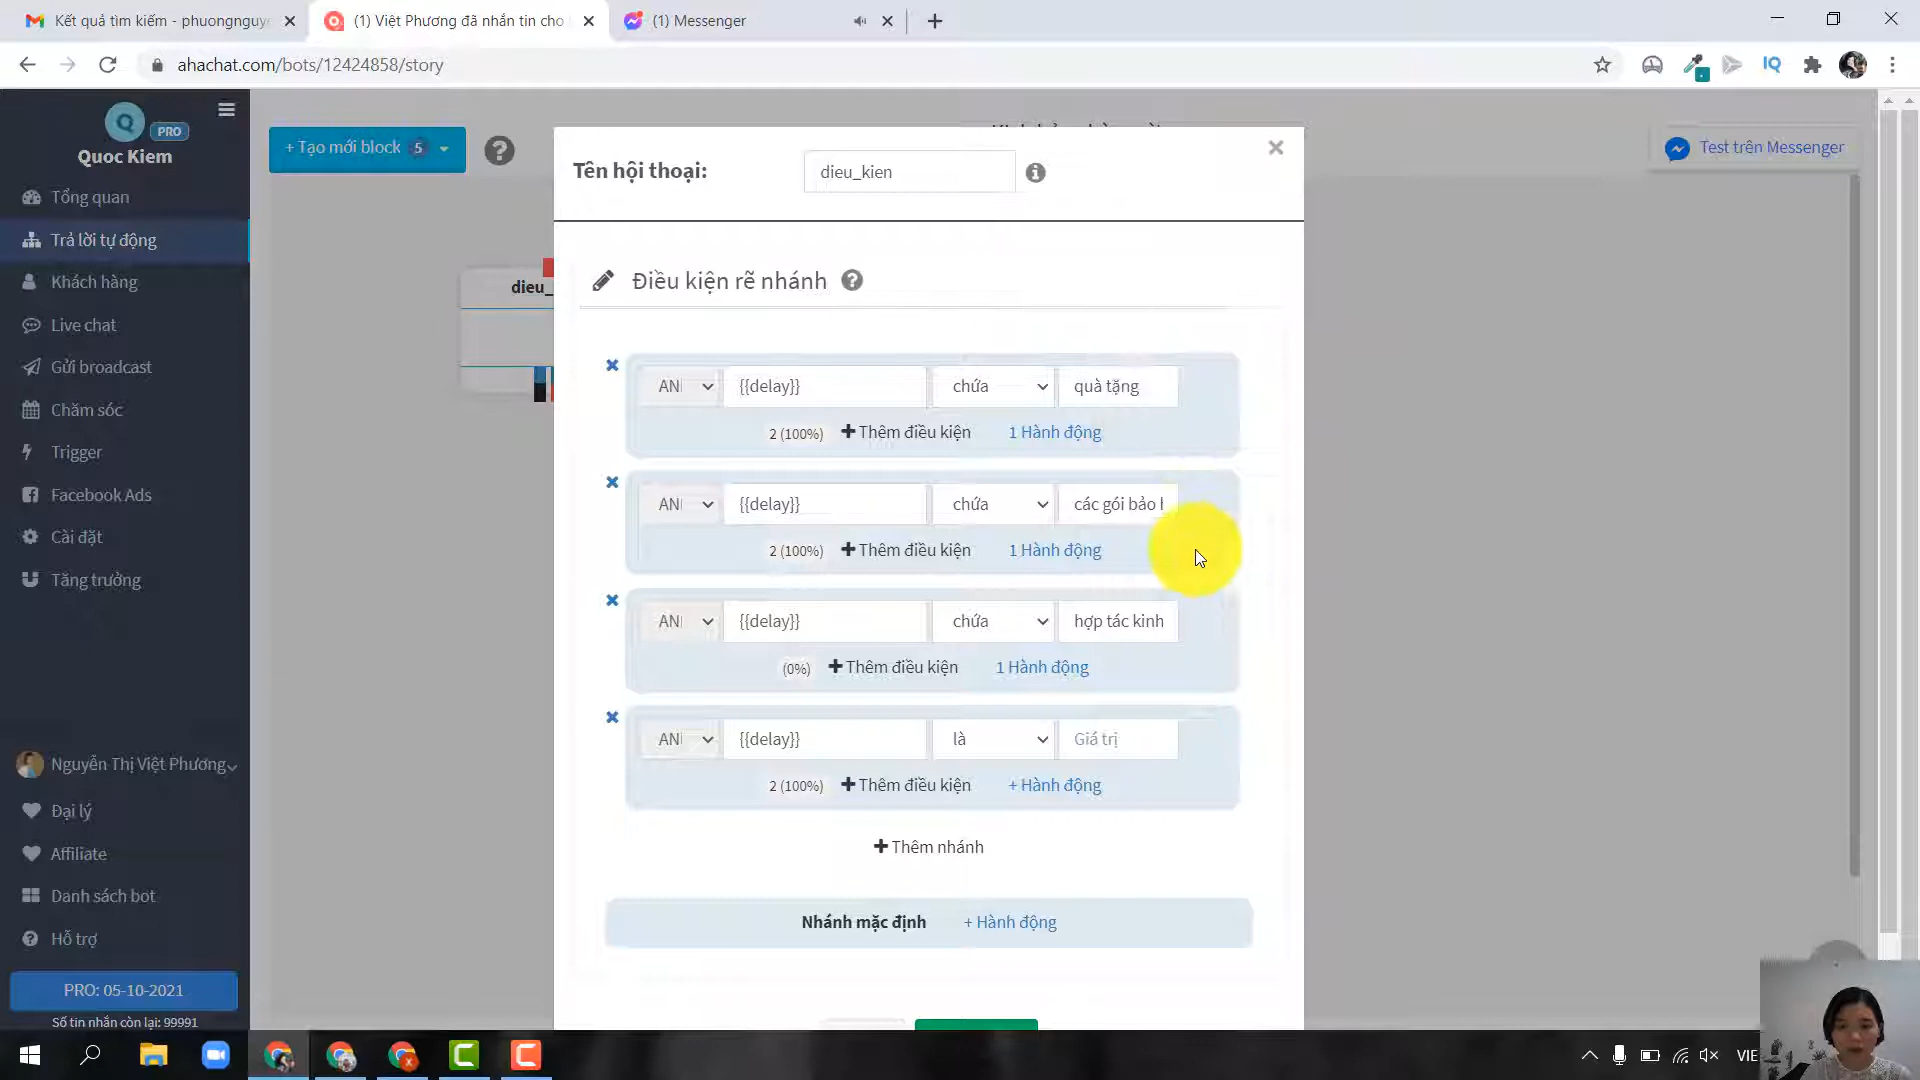 Kết quả tìm kiếm - phuongnguye
(1) Việt Phương đã nhắn tin cho
(1) Messenger
ahachat.com/bots/12424858/story
Q
PRO
Quoc Kiem
Tổng quan
Trả lời tự động
Khách hàng
Live chat
Gửi broadcast
Chăm sóc
Trigger
Facebook Ads
Cài đặt
Tăng trưởng
Nguyễn Thị Việt Phương
Đại lý
Affiliate
Danh sách bot
Hỗ trợ
PRO: 05-10-2021
Số tin nhắn còn lại: 99991
+ Tạo mới block 5
Test trên Messenger
dieu_
Tên hội thoại:
dieu_kien
Điều kiện rẽ nhánh
AN {{delay}} chứa quà tặng
2 (100%) Thêm điều kiện 1 Hành động
AN {{delay}} chứa các gói bảo
2 (100%) Thêm điều kiện 1 Hành động
AN {{delay}} chứa hợp tác kinh
(0%) Thêm điều kiện 1 Hành động
AN {{delay}} là Giá trị
2 (100%) Thêm điều kiện + Hành động
Thêm nhánh
Nhánh mặc định + Hành động
IQ
VIE